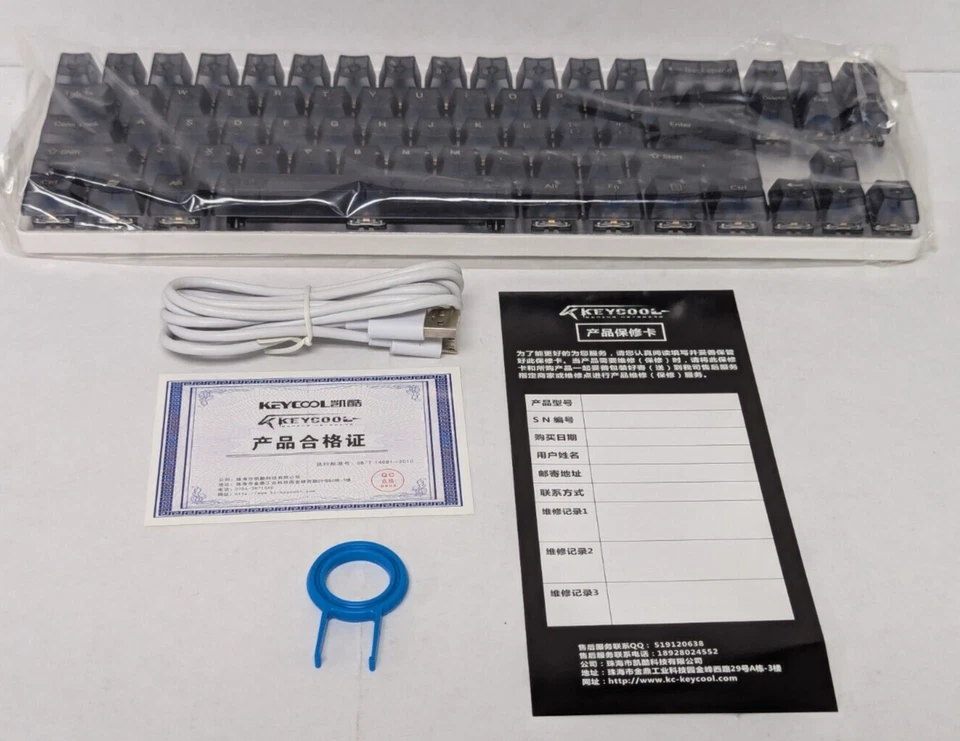 Q W E R T Y U I O P
Enter
A S D F G H J K L
Shift
Alt Fn Ctrl
KEYCOOL凯酷
KEYCOOL
产品合格证
QC
KEYCOOL
产品保修卡
为了能更好的为您服务，请您认真阅读填写并妥善保管
好此保修卡。当产品需要维修（保修）时，请将此保修
卡和所购产品一起妥善包装好寄（送）到我司售后服务
指定商家或维修点进行产品维修（保修）服务。
产品型号
SN编号
购买日期
用户姓名
邮寄地址
联系方式
维修记录1
维修记录2
维修记录3
售后服务联系QQ：519120638
售后服务联系电话：18928024552
公司：珠海市凯酷科技有限公司
地址：珠海市金鼎工业科技园金峰西路29号A栋-3楼
网址：http://www.kc-keycool.com